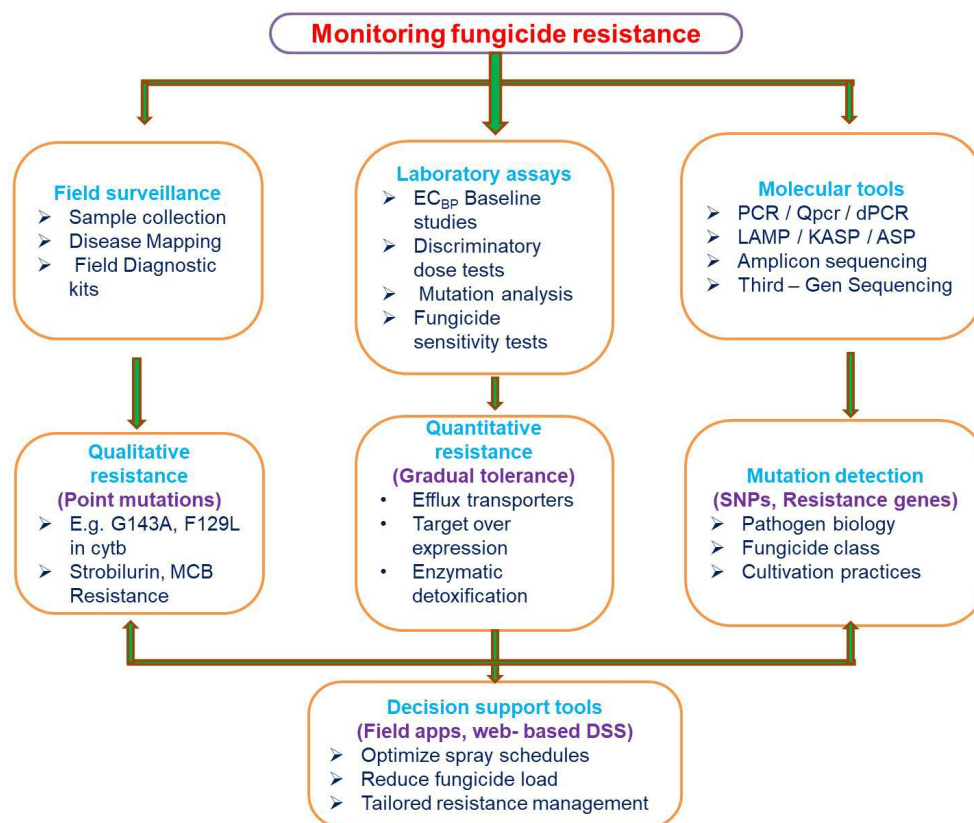 Monitoring fungicide resistance
Field surveillance
➢ Sample collection
➢ Disease Mapping
➢ Field Diagnostic
kits
Laboratory assays
➢ EC_BP Baseline
studies
➢ Discriminatory
dose tests
➢ Mutation analysis
➢ Fungicide
sensitivity tests
Molecular tools
➢ PCR / Qpcr / dPCR
➢ LAMP / KASP / ASP
➢ Amplicon sequencing
➢ Third – Gen Sequencing
Qualitative
resistance
(Point mutations)
➢ E.g. G143A, F129L
in cytb
➢ Strobilurin, MCB
Resistance
Quantitative
resistance
(Gradual tolerance)
• Efflux transporters
• Target over
expression
• Enzymatic
detoxification
Mutation detection
(SNPs, Resistance genes)
➢ Pathogen biology
➢ Fungicide class
➢ Cultivation practices
Decision support tools
(Field apps, web- based DSS)
➢ Optimize spray schedules
➢ Reduce fungicide load
➢ Tailored resistance management